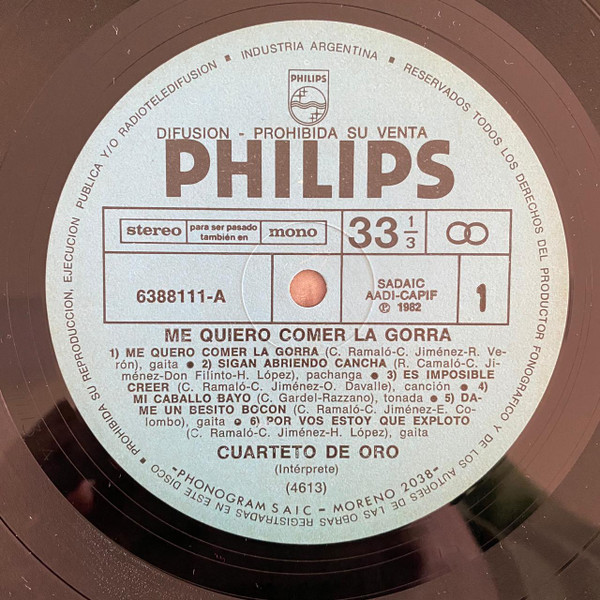 INDUSTRIA ARGENTINA ▪ RESERVADOS TODOS LOS DERECHOS DEL PRODUCTOR FONOGRAFICO Y DE LOS AUTORES DE LAS OBRAS REGISTRADAS EN ESTE DISCO ▪ PROHIBIDA SU REPRODUCCION, EJECUCION PUBLICA Y/O RADIOTELEDIFUSION ▪
PHILIPS
DIFUSION - PROHIBIDA SU VENTA
PHILIPS
stereo para ser pasado también en mono 33 1/3
6388111-A
SADAIC
AADI-CAPIF
℗ 1982
1
ME QUIERO COMER LA GORRA
1) ME QUERO COMER LA GORRA (C. Ramaló-C. Jiménez-R. Ve-
rón), gaita ● 2) SIGAN ABRIENDO CANCHA (R. Camaló-C. Ji-
ménez-Don Filinto-H. López), pachanga ● 3) ES IMPOSIBLE
CREER (C. Ramaló-C. Jiménez-O. Davalle), canción ● 4)
MI CABALLO BAYO (C. Gardel-Razzano), tonada ● 5) DA-
ME UN BESITO BOCON (C. Ramaló-C. Jiménez-E. Co-
lombo), gaita ● 6) POR VOS ESTOY QUE EXPLOTO
(C. Ramaló-C. Jiménez-H. López), gaita
CUARTETO DE ORO
(Intérprete)
(4613)
-PHONOGRAM SAIC - MORENO 2038-